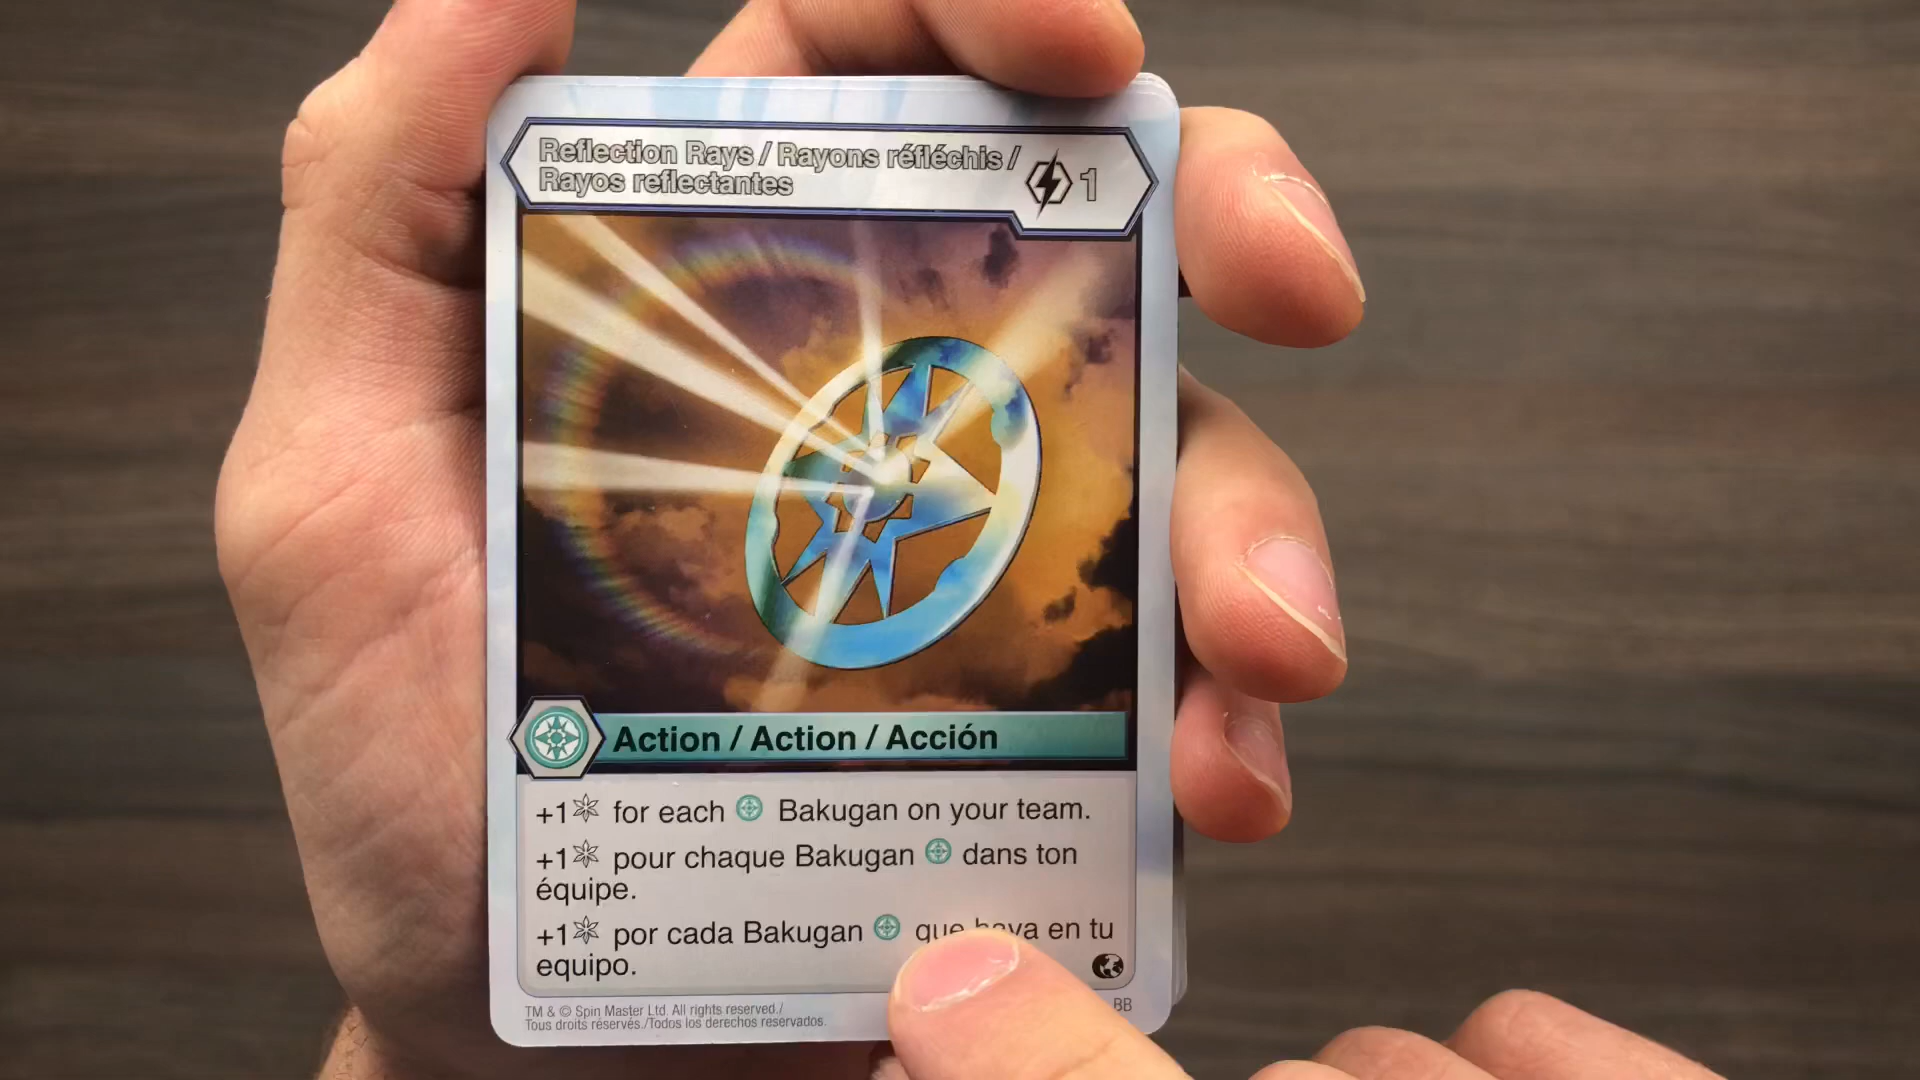 Reflection Rays / Rayons réfléchis /
Rayos reflectantes
1
Action / Action / Acción
+1 for each Bakugan on your team.
+1 pour chaque Bakugan dans ton
équipe.
+1 por cada Bakugan que haya en tu
equipo.
TM & © Spin Master Ltd. All rights reserved./
Tous droits réservés./Todos los derechos reservados.
BB